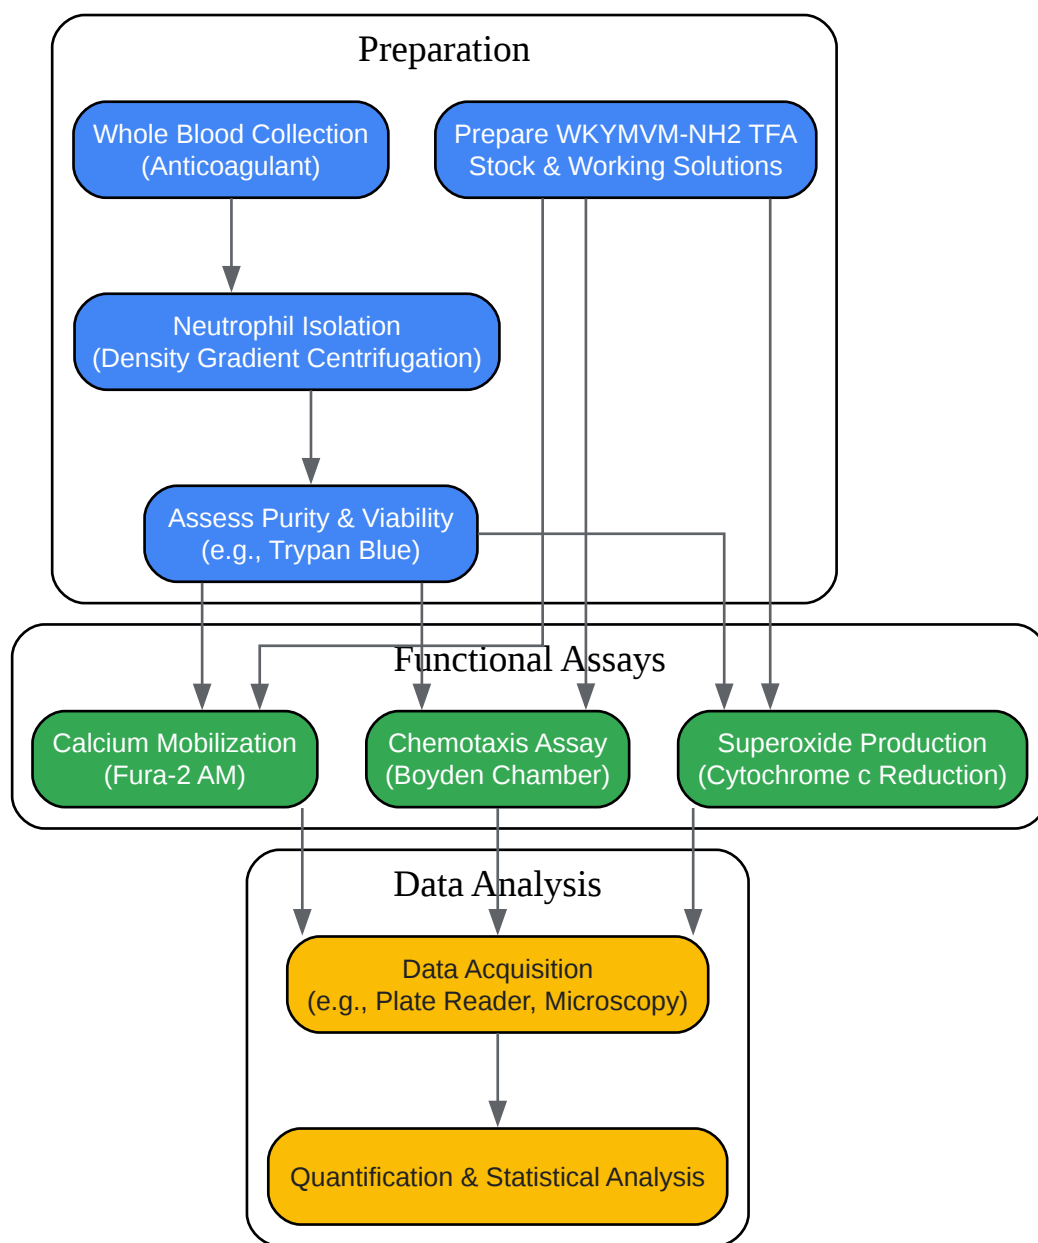 Preparation
Whole Blood Collection
(Anticoagulant)
Prepare WKYMVM-NH2 TFA
Stock & Working Solutions
Neutrophil Isolation
(Density Gradient Centrifugation)
Assess Purity & Viability
(e.g., Trypan Blue)
Functional Assays
Calcium Mobilization
(Fura-2 AM)
Chemotaxis Assay
(Boyden Chamber)
Superoxide Production
(Cytochrome c Reduction)
Data Analysis
Data Acquisition
(e.g., Plate Reader, Microscopy)
Quantification & Statistical Analysis